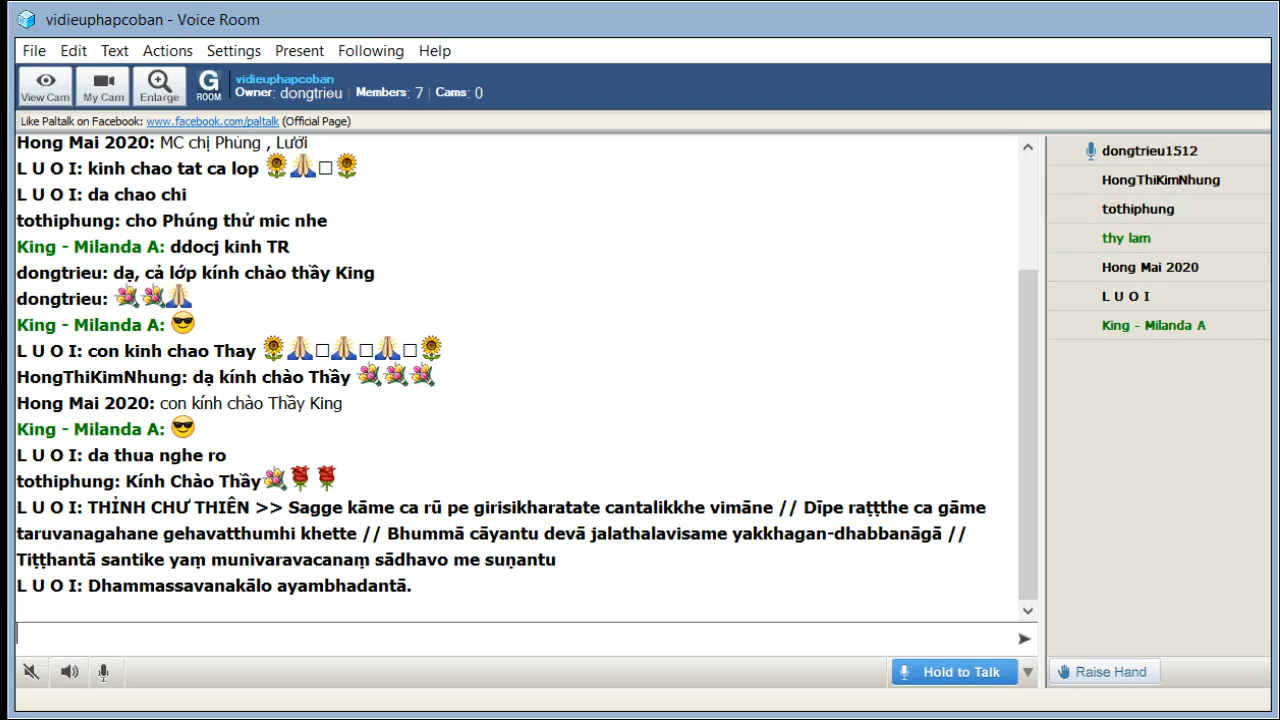 vidieuphapcoban - Voice Room
File Edit Text Actions Settings Present Following Help
View Cam My Cam Enlarge G ROOM
vidieuphapcoban
Owner: dongtrieu | Members: 7 | Cams: 0
Like Paltalk on Facebook: www.facebook.com/paltalk (Official Page)
Hong Mai 2020: MC chị Phủng , Lười
L U O I: kinh chao tat ca lop
L U O I: da chao chi
tothiphung: cho Phúng thử mic nhe
King - Milanda A: ddocj kinh TR
dongtrieu: dạ, cả lớp kính chào thầy King
dongtrieu:
King - Milanda A:
L U O I: con kinh chao Thay
HongThiKimNhung: dạ kính chào Thầy
Hong Mai 2020: con kính chào Thầy King
King - Milanda A:
L U O I: da thua nghe ro
tothiphung: Kính Chào Thầy
L U O I: THỈNH CHƯ THIÊN >> Sagge kāme ca rū pe girisikharatate cantalikkhe vimāne // Dīpe raṭṭthe ca gāme
taruvanagahane gehavatthumhi khette // Bhummā cāyantu devā jalathalavisame yakkhagan-dhabbanāgā //
Tiṭṭhantā santike yaṃ munivaravacanaṃ sādhavo me suṇantu
L U O I: Dhammassavanakālo ayambhadantā.
Hold to Talk
dongtrieu1512
HongThiKimNhung
tothiphung
thy lam
Hong Mai 2020
L U O I
King - Milanda A
Raise Hand